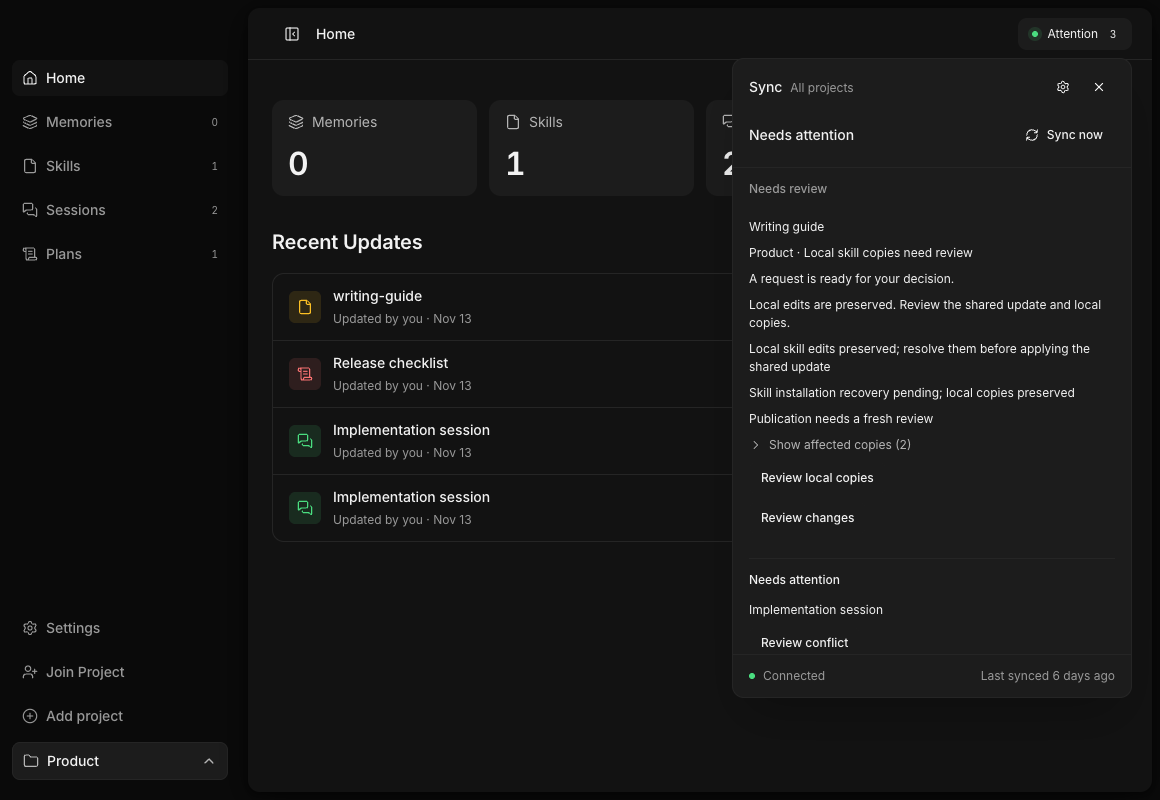 Home
Memories 0
Skills 1
Sessions 2
Plans 1
Settings
Join Project
Add project
Product
Home
Attention 3
Memories
0
Skills
1
Recent Updates
writing-guide
Updated by you · Nov 13
Release checklist
Updated by you · Nov 13
Implementation session
Updated by you · Nov 13
Implementation session
Updated by you · Nov 13
Sync All projects
Needs attention
Sync now
Needs review
Writing guide
Product · Local skill copies need review
A request is ready for your decision.
Local edits are preserved. Review the shared update and local
copies.
Local skill edits preserved; resolve them before applying the
shared update
Skill installation recovery pending; local copies preserved
Publication needs a fresh review
Show affected copies (2)
Review local copies
Review changes
Needs attention
Implementation session
Review conflict
Connected
Last synced 6 days ago